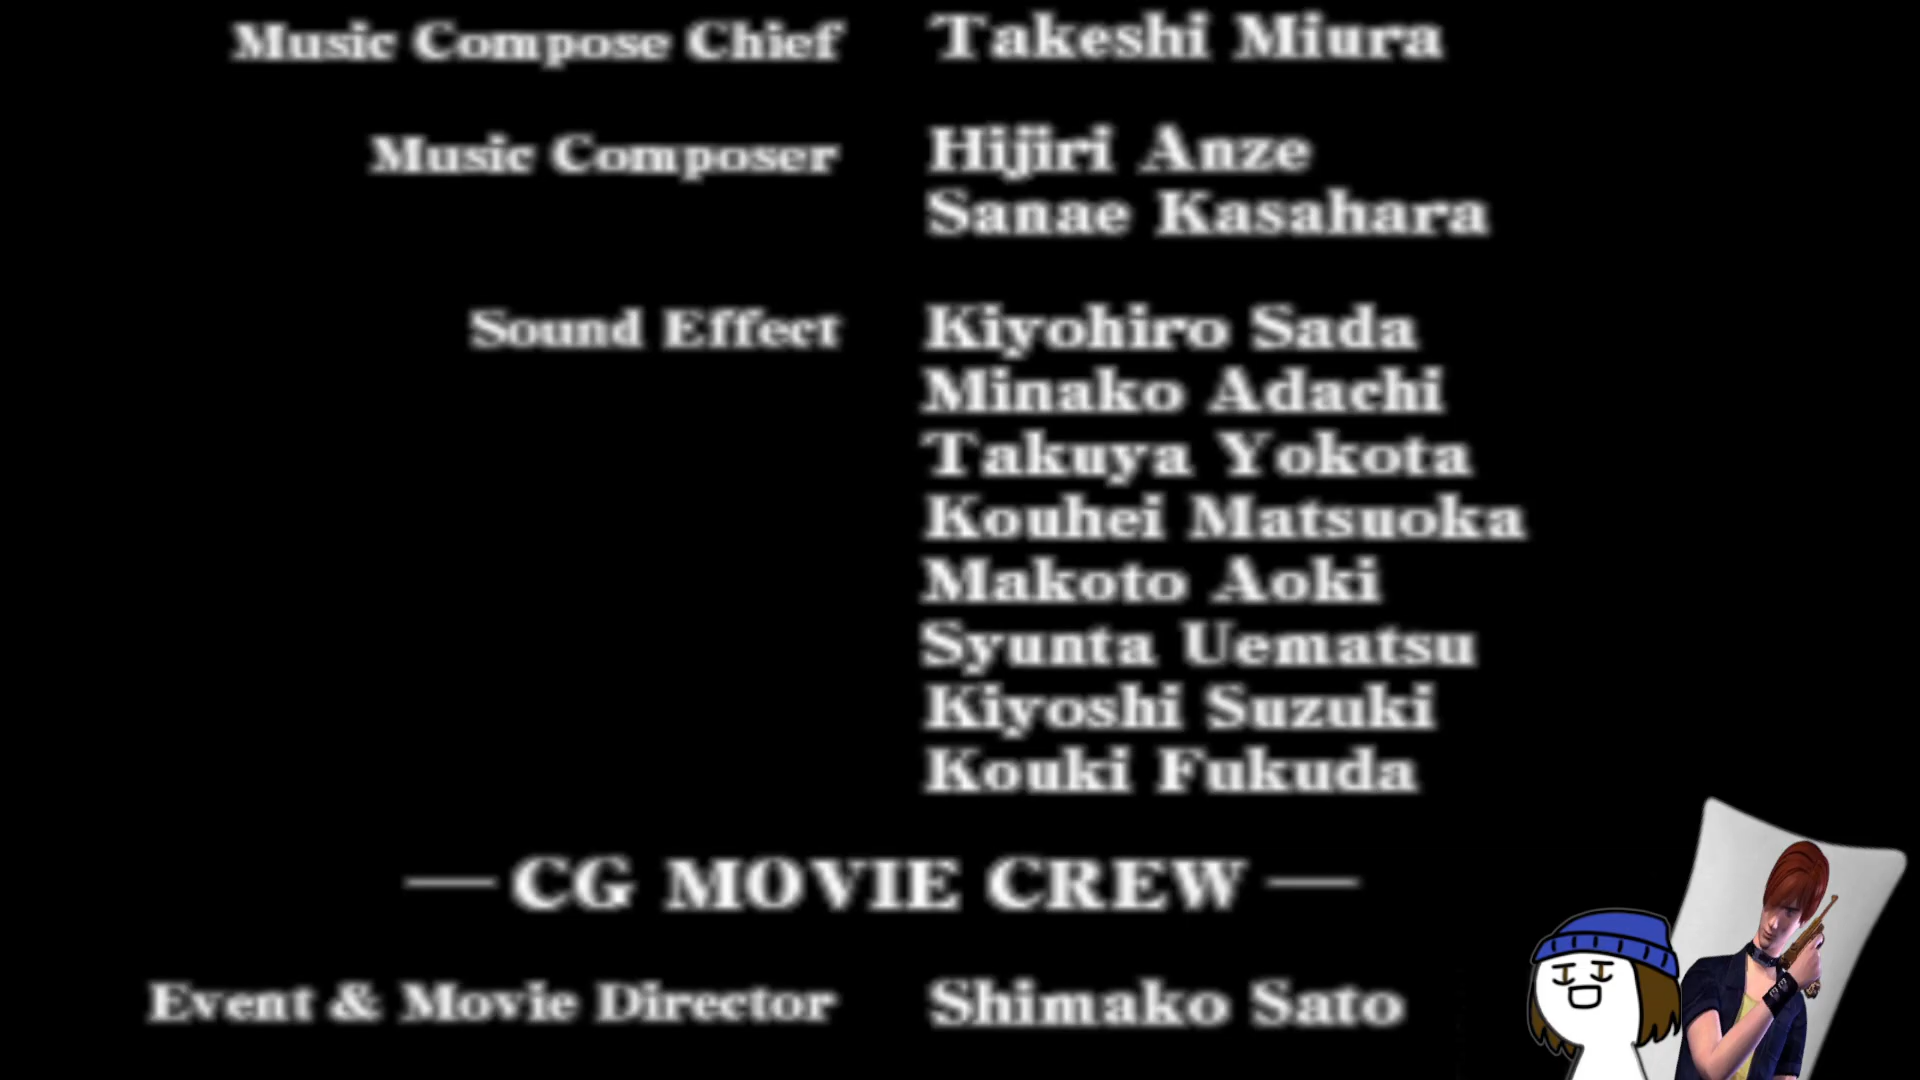 Music Compose Chief Takeshi Miura
Music Composer Hijiri Anze
Sanae Kasahara
Sound Effect Kiyohiro Sada
Minako Adachi
Takuya Yokota
Kouhei Matsuoka
Makoto Aoki
Syunta Uematsu
Kiyoshi Suzuki
Kouki Fukuda
— CG MOVIE CREW —
Event & Movie Director Shimako Sato